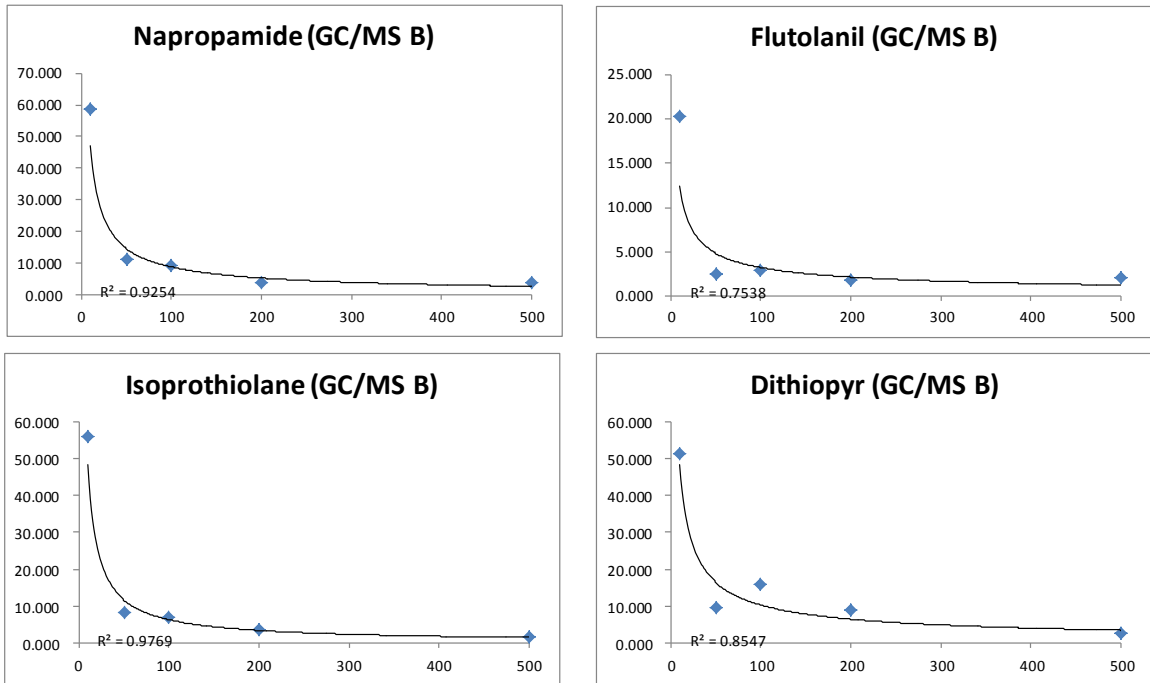 Napropamide (GC/MS B)
70.000
60.000
50.000
40.000
30.000
20.000
10.000
0.000
R² = 0.9254
0 100 200 300 400 500
Flutolanil (GC/MS B)
25.000
20.000
15.000
10.000
5.000
0.000
R² = 0.7538
0 100 200 300 400 500
Isoprothiolane (GC/MS B)
60.000
50.000
40.000
30.000
20.000
10.000
0.000
R² = 0.9769
0 100 200 300 400 500
Dithiopyr (GC/MS B)
60.000
50.000
40.000
30.000
20.000
10.000
0.000
R² = 0.8547
0 100 200 300 400 500